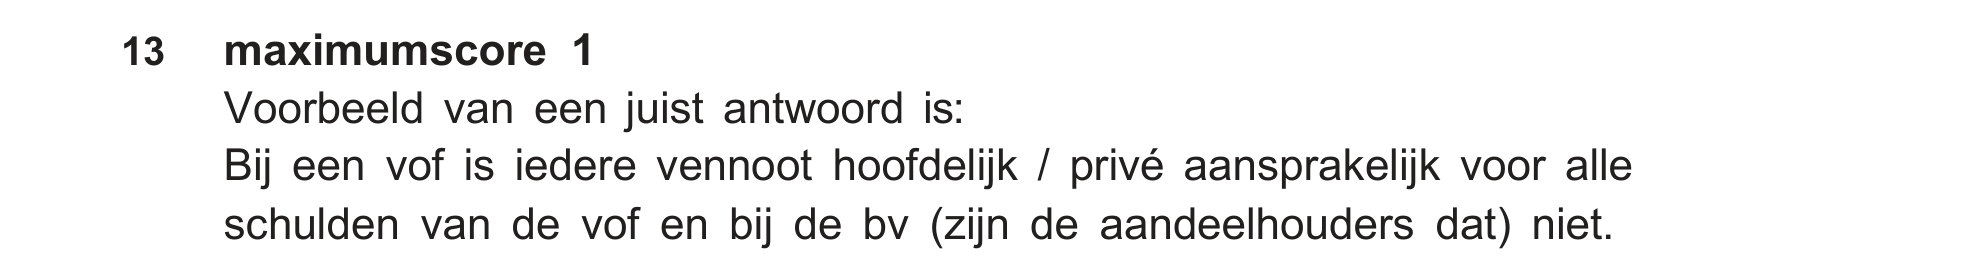 13 maximumscore 1
Voorbeeld van een juist antwoord is:
Bij een vof is iedere vennoot hoofdelijk / privé aansprakelijk voor alle
schulden van de vof en bij de bv (zijn de aandeelhouders dat) niet.